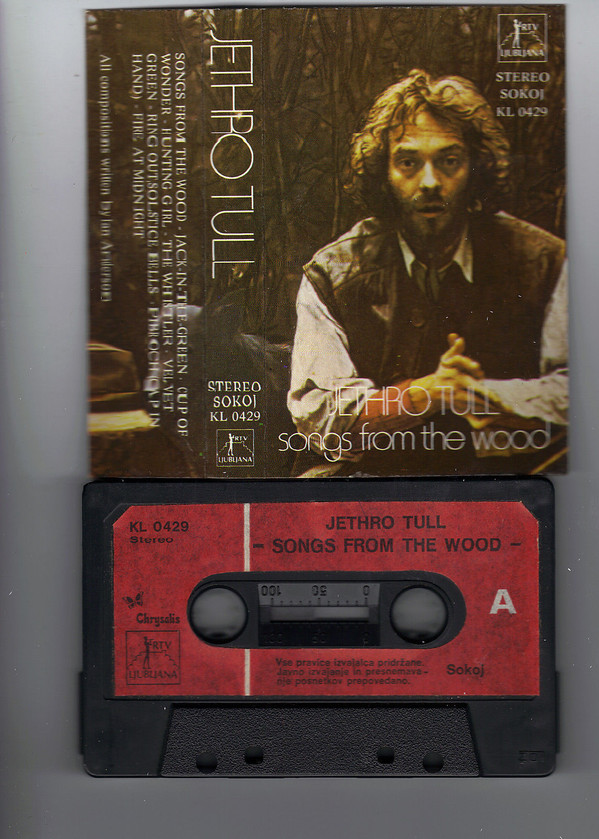 JETHRO TULL
SONGS FROM THE WOOD · JACK-IN-THE-GREEN · CUP OF
WONDER · HUNTING GIRL · THE WHISTLER · VELVET
GREEN · RING OUT SOLSTICE BELLS · PIBROCH (CAP IN
HAND) · FIRE AT MIDNIGHT
All compositions written by Ian Anderson
STEREO
SOKOJ
KL 0429
RTV
LJUBLJANA
RTV
LJUBLJANA
STEREO
SOKOJ
KL 0429
JETHRO TULL
songs from the wood
KL 0429
Stereo
JETHRO TULL
- SONGS FROM THE WOOD -
100 50 0
A
Chrysalis
RTV
LJUBLJANA
Vse pravice izvajalca pridržane.
Javno izvajanje in presnemava-
nje posnetkov prepovedano.
Sokoj